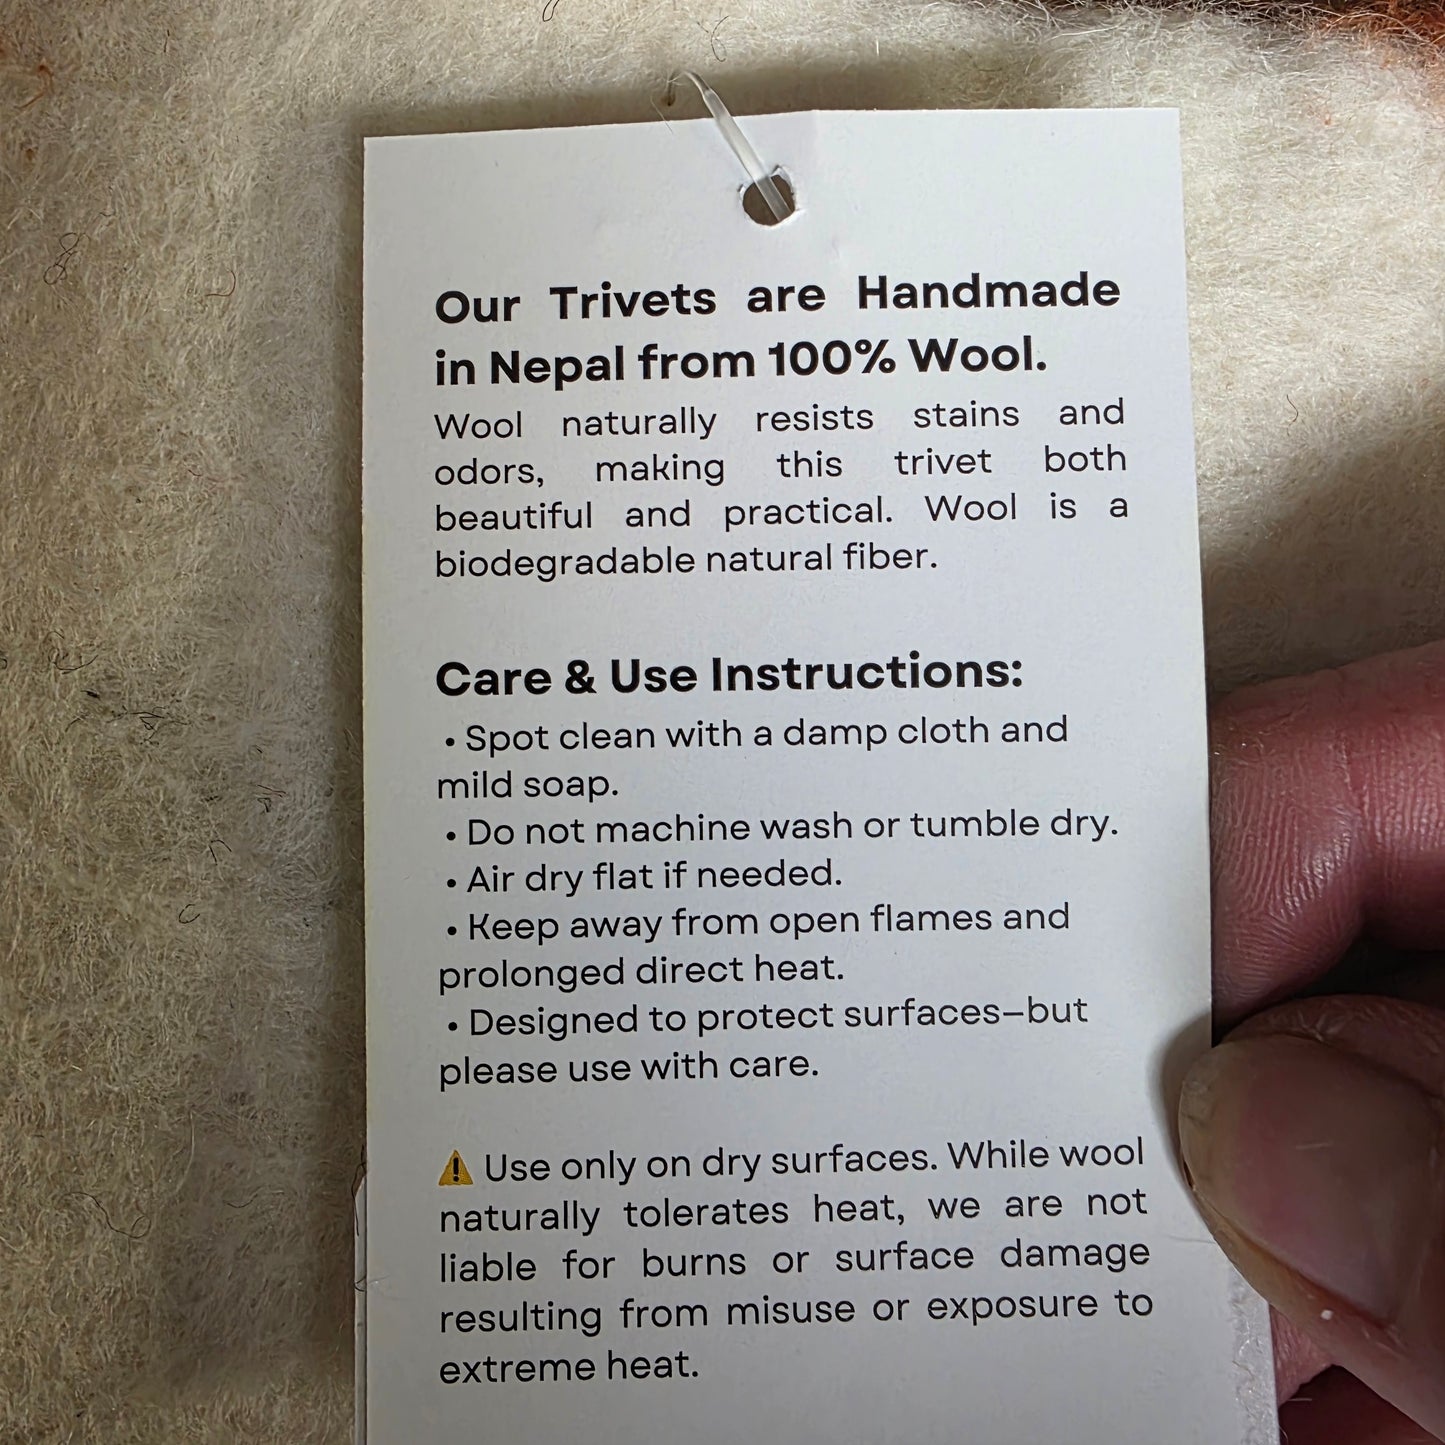 Our Trivets are Handmade
in Nepal from 100% Wool.
Wool naturally resists stains and
odors, making this trivet both
beautiful and practical. Wool is a
biodegradable natural fiber.
Care & Use Instructions:
• Spot clean with a damp cloth and
mild soap.
• Do not machine wash or tumble dry.
• Air dry flat if needed.
• Keep away from open flames and
prolonged direct heat.
• Designed to protect surfaces—but
please use with care.
⚠️ Use only on dry surfaces. While wool
naturally tolerates heat, we are not
liable for burns or surface damage
resulting from misuse or exposure to
extreme heat.